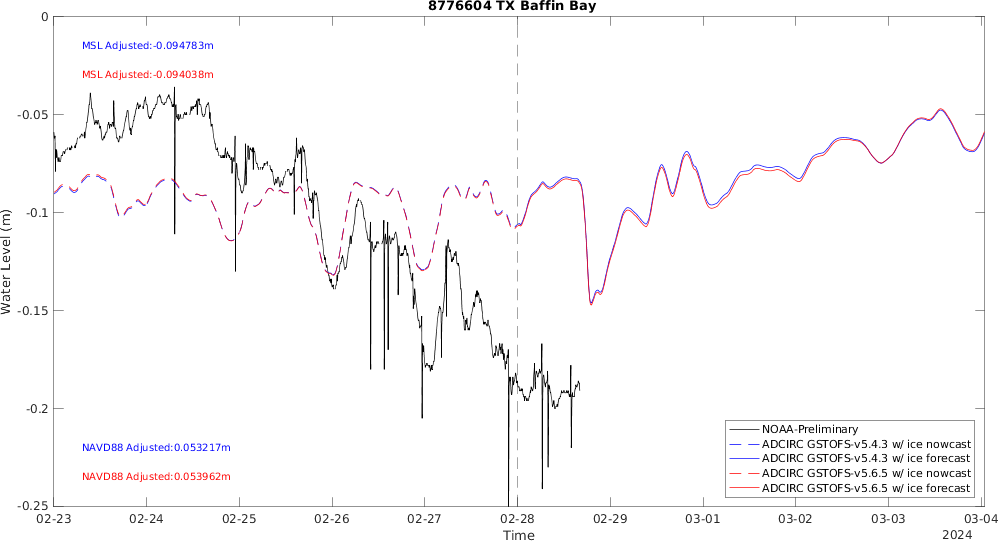 8776604 TX Baffin Bay
0
MSL Adjusted:-0.094783m
MSL Adjusted:-0.094038m
-0.05
-0.1
Water Level (m)
-0.15
-0.2
NAVD88 Adjusted:0.053217m
NAVD88 Adjusted:0.053962m
-0.25
NOAA-Preliminary
ADCIRC GSTOFS-v5.4.3 w/ ice nowcast
ADCIRC GSTOFS-v5.4.3 w/ ice forecast
ADCIRC GSTOFS-v5.6.5 w/ ice nowcast
ADCIRC GSTOFS-v5.6.5 w/ ice forecast
02-23 02-24 02-25 02-26 02-27 02-28 02-29 03-01 03-02 03-03 03-04
Time
2024